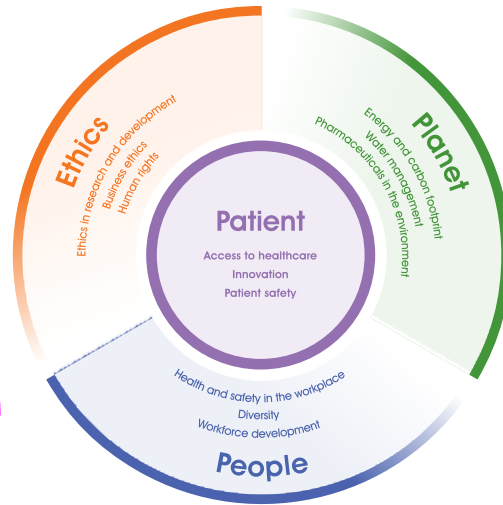 Ethics
Ethics in research and development
Business ethics
Human rights
Planet
Energy and carbon footprint
Water management
Pharmaceuticals in the environment
Patient
Access to healthcare
Innovation
Patient safety
Health and safety in the workplace
Diversity
Workforce development
People